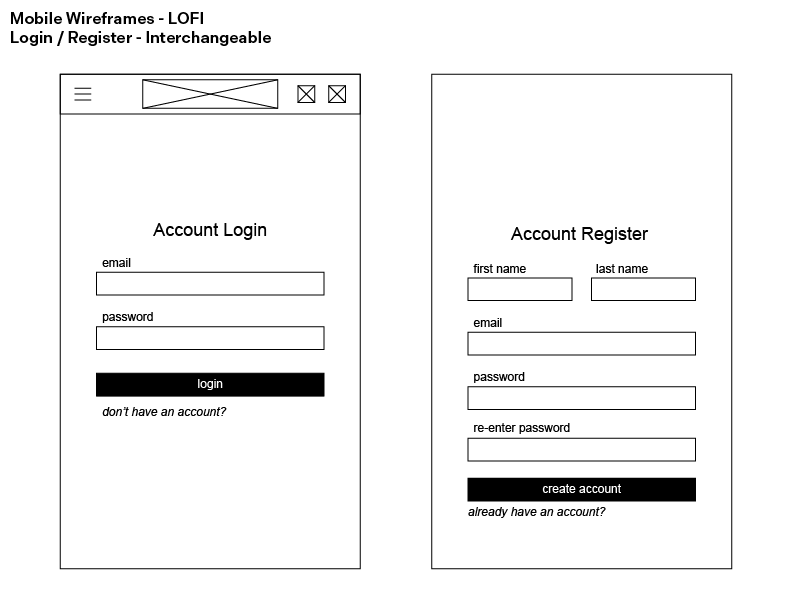 Mobile Wireframes - LOFI
Login / Register - Interchangeable
Account Login
email
password
login
don't have an account?
Account Register
first name
last name
email
password
re-enter password
create account
already have an account?